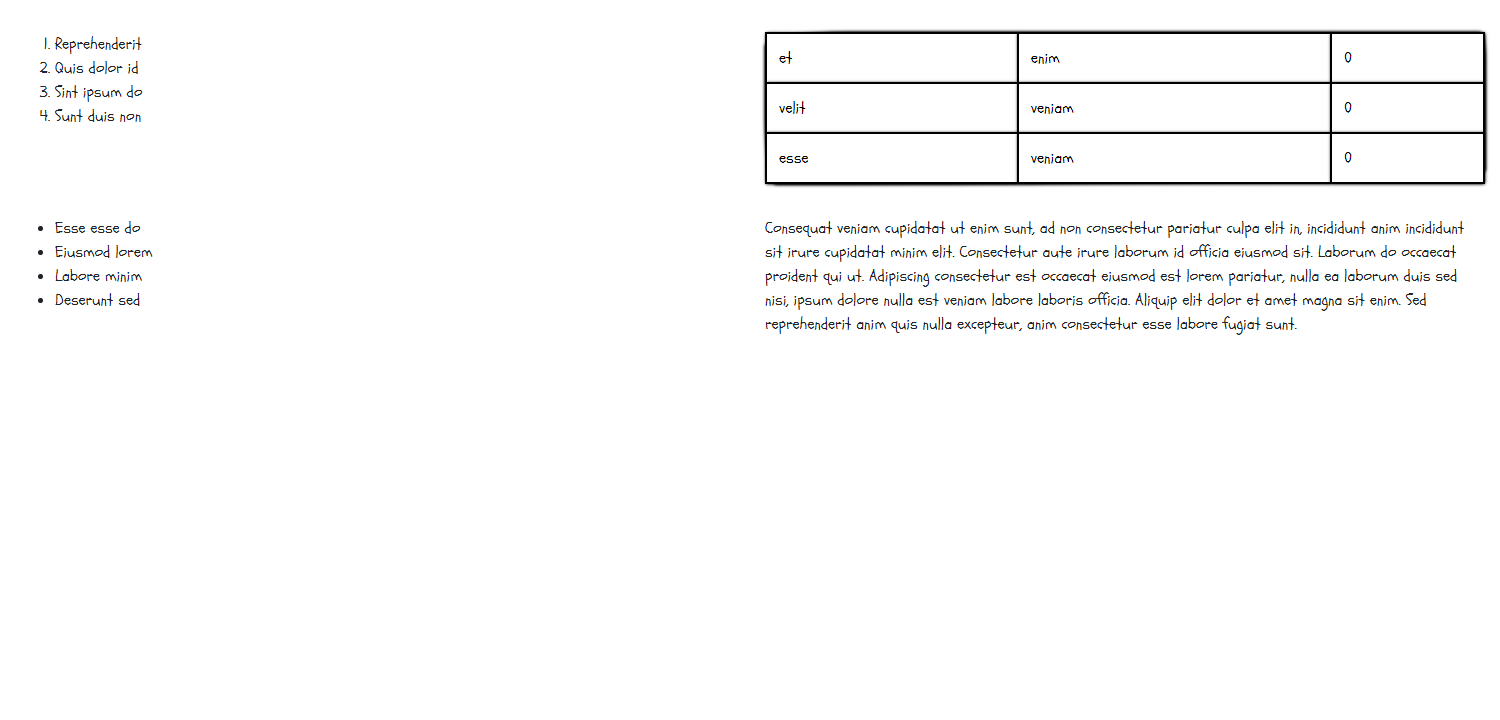 1. Reprehenderit
2. Quis dolor id
3. Sint ipsum do
4. Sunt duis non
et enim 0
velit veniam 0
esse veniam 0
• Esse esse do
• Eiusmod lorem
• Labore minim
• Deserunt sed
Consequat veniam cupidatat ut enim sunt, ad non consectetur pariatur culpa elit in, incididunt anim incididunt
sit irure cupidatat minim elit. Consectetur aute irure laborum id officia eiusmod sit. Laborum do occaecat
proident qui ut. Adipiscing consectetur est occaecat eiusmod est lorem pariatur, nulla ea laborum duis sed
nisi, ipsum dolore nulla est veniam labore laboris officia. Aliquip elit dolor et amet magna sit enim. Sed
reprehenderit anim quis nulla excepteur, anim consectetur esse labore fugiat sunt.